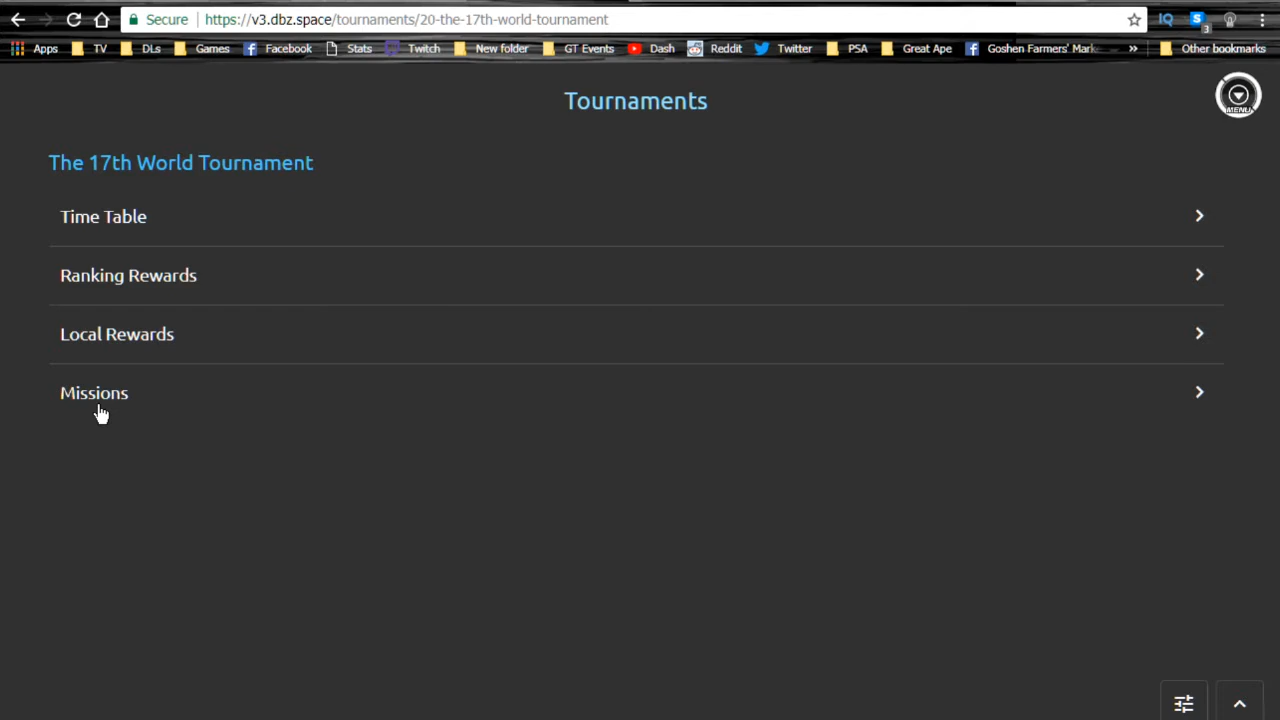 Secure https://v3.dbz.space/tournaments/20-the-17th-world-tournament IQ S 3
Apps TV DLs Games Facebook Stats Twitch New folder GT Events Dash Reddit Twitter PSA Great Ape Goshen Farmers' Mark » Other bookmarks
Tournaments
MENU
The 17th World Tournament
Time Table
Ranking Rewards
Local Rewards
Missions